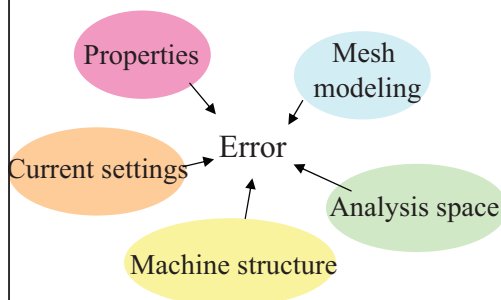 Properties
Mesh
modeling
Error
Current settings
Analysis space
Machine structure